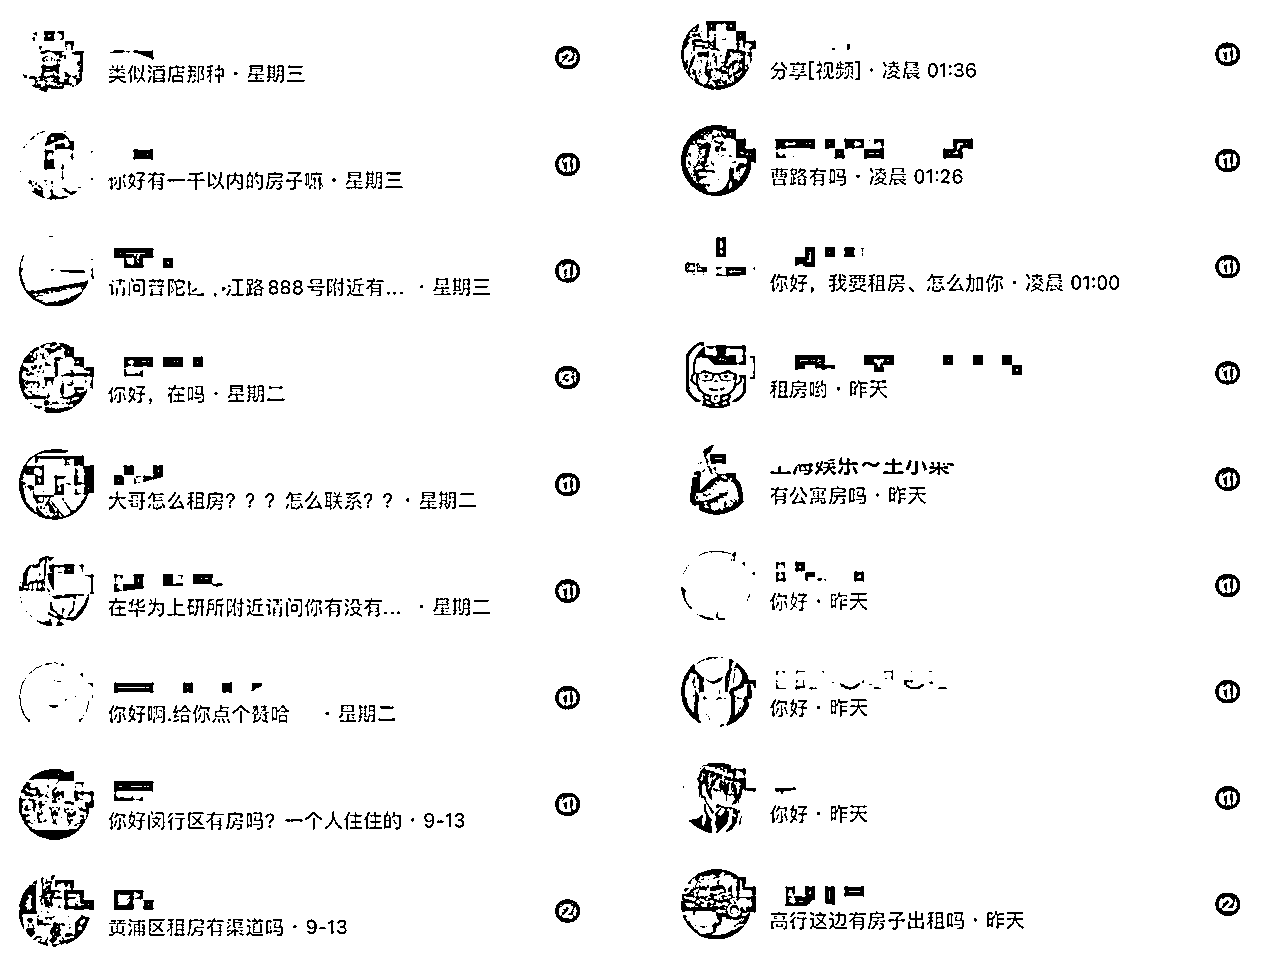 类似酒店那种 · 星期三
2
你好有一千以内的房子嘛 · 星期三
1
请问普陀 江路888号附近有... · 星期三
1
你好，在吗 · 星期二
大哥怎么租房？？？怎么联系？？ · 星期二
1
在华为上研所附近请问你有没有... · 星期二
1
你好啊.给你点个赞哈 · 星期二
1
你好闵行区有房吗？一个人住住的 · 9-13
1
黄浦区租房有渠道吗 · 9-13
2
分享[视频] · 凌晨 01:36
1
曹路有吗 · 凌晨 01:26
1
你好，我要租房、怎么加你 · 凌晨 01:00
1
租房哟 · 昨天
1
有公寓房吗 · 昨天
1
你好 · 昨天
1
你好 · 昨天
1
你好 · 昨天
1
高行这边有房子出租吗 · 昨天
2